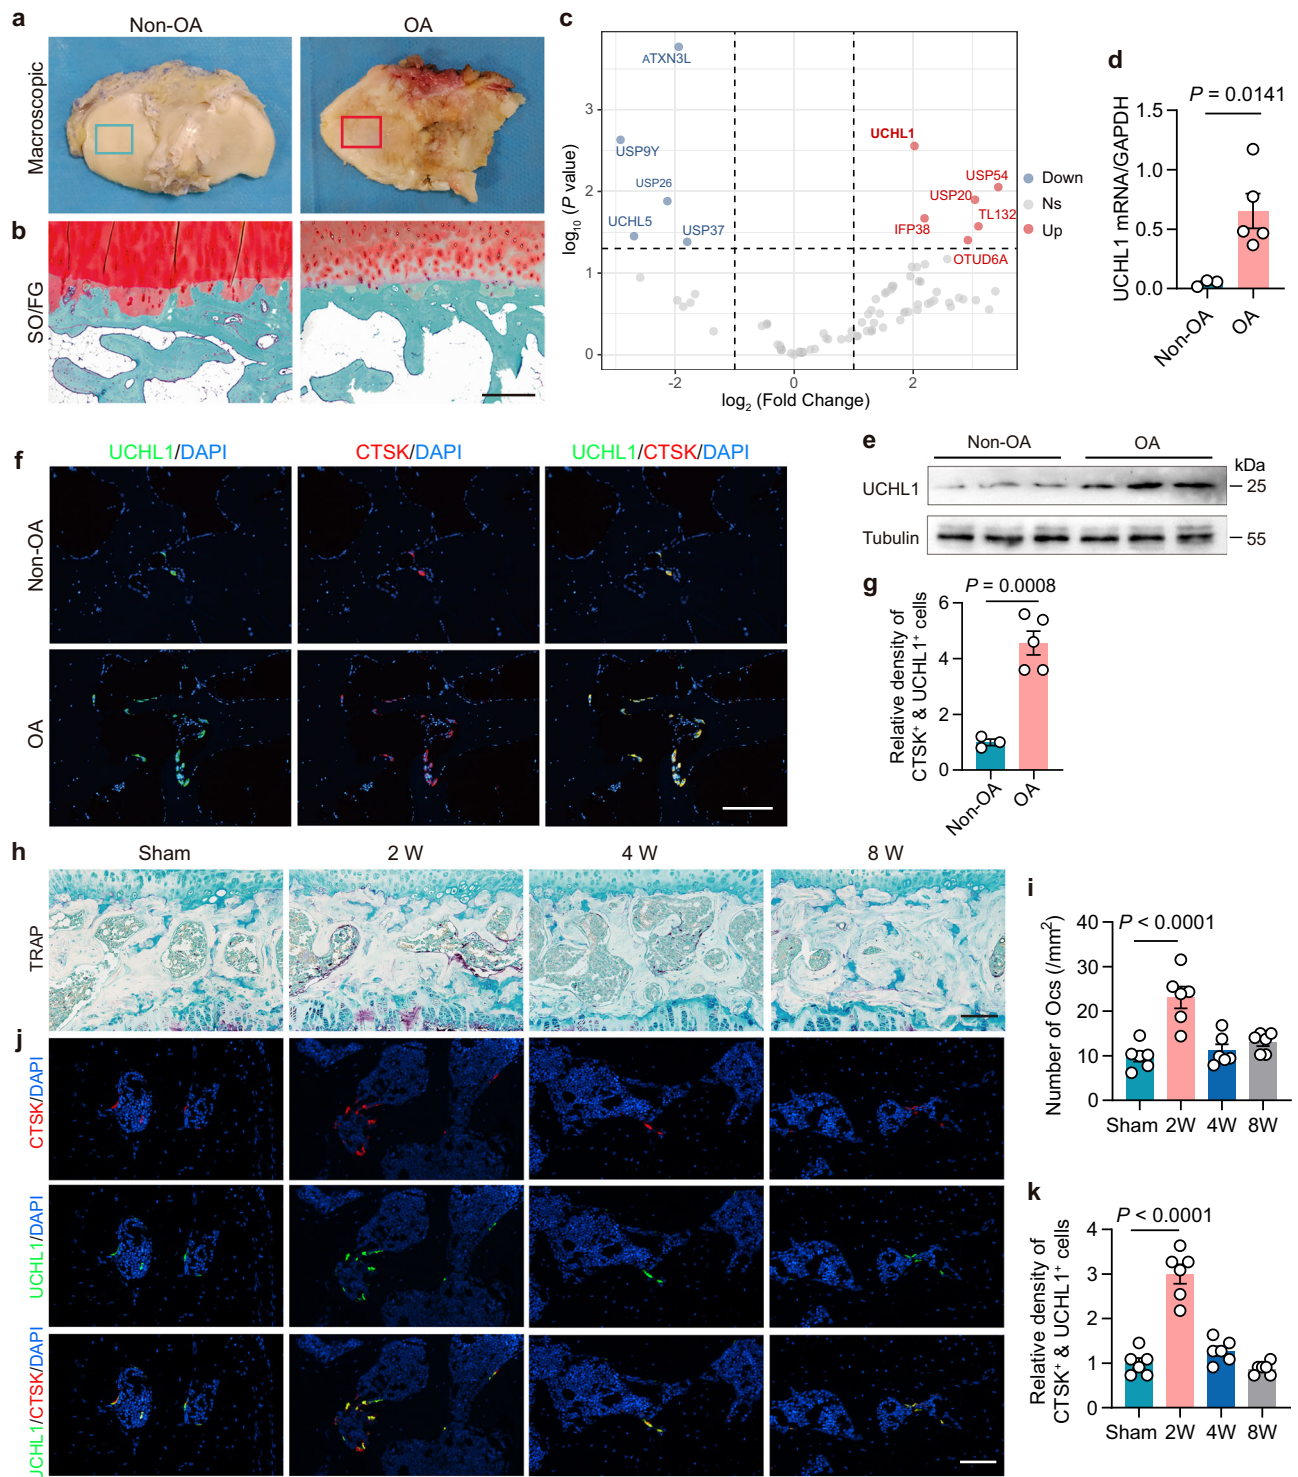 a
Non-OA
OA
Macroscopic
b
SO/FG
c
ATXN3L
USP9Y
UCHL1
USP26
USP54
USP20
UCHL5
USP37
IFP38
TL132
OTUD6A
Down
Ns
Up
3
2
1
0
-2
0
2
log10 (P value)
log2 (Fold Change)
d
P = 0.0141
UCHL1 mRNA/GAPDH
1.5
1.0
0.5
0.0
Non-OA
OA
e
Non-OA
OA
kDa
UCHL1
25
Tubulin
55
f
UCHL1/DAPI
CTSK/DAPI
UCHL1/CTSK/DAPI
Non-OA
OA
g
P = 0.0008
Relative density of
CTSK+ & UCHL1+ cells
6
4
2
0
Non-OA
OA
h
Sham
2 W
4 W
8 W
TRAP
i
P < 0.0001
Number of Ocs (/mm2)
40
30
20
10
0
Sham
2W
4W
8W
j
CTSK/DAPI
UCHL1/DAPI
UCHL1/CTSK/DAPI
k
P < 0.0001
Relative density of
CTSK+ & UCHL1+ cells
4
3
2
1
0
Sham
2W
4W
8W